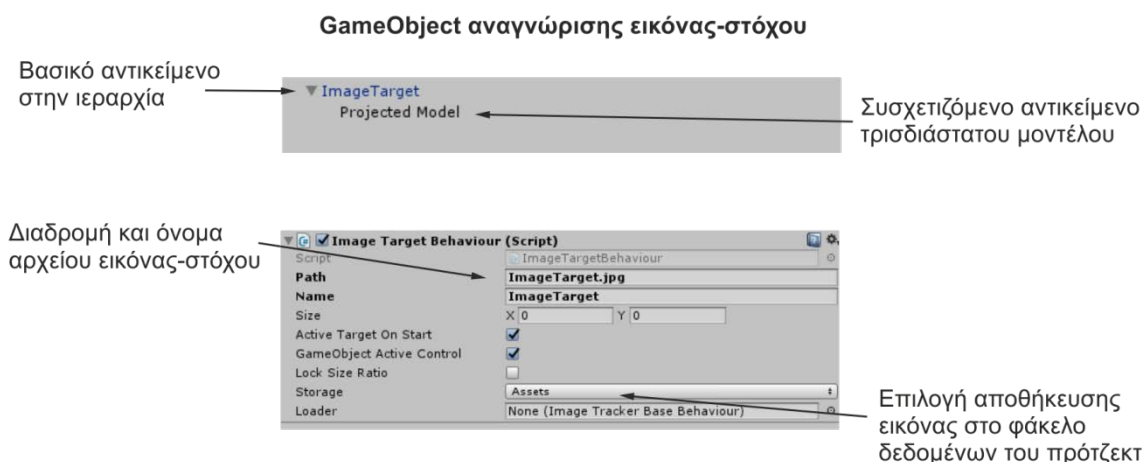 GameObject αναγνώρισης εικόνας-στόχου
Βασικό αντικείμενο
στην ιεραρχία
ImageTarget
Projected Model
Συσχετιζόμενο αντικείμενο
τρισδιάστατου μοντέλου
Διαδρομή και όνομα
αρχείου εικόνας-στόχου
Image Target Behaviour (Script)
Script ImageTargetBehaviour
Path ImageTarget.jpg
Name ImageTarget
Size X 0 Y 0
Active Target On Start
GameObject Active Control
Lock Size Ratio
Storage Assets
Loader None (Image Tracker Base Behaviour)
Επιλογή αποθήκευσης
εικόνας στο φάκελο
δεδομένων του πρότζεκτ